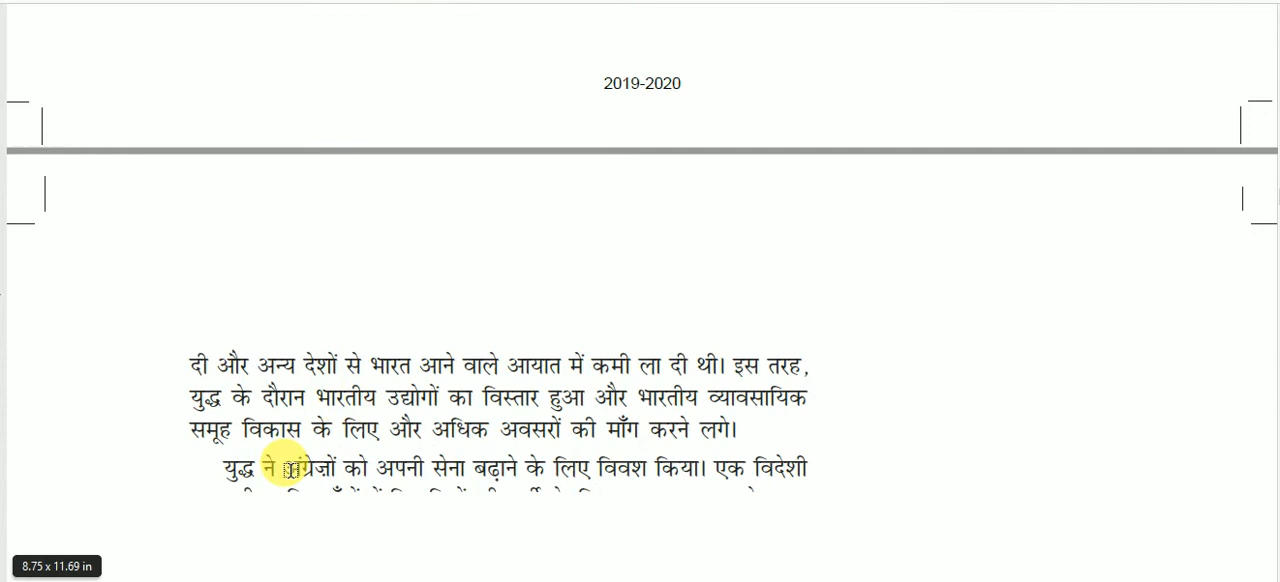 2019-2020
दी और अन्य देशों से भारत आने वाले आयात में कमी ला दी थी। इस तरह,
युद्ध के दौरान भारतीय उद्योगों का विस्तार हुआ और भारतीय व्यावसायिक
समूह विकास के लिए और अधिक अवसरों की माँग करने लगे।
युद्ध ने अंग्रेज़ों को अपनी सेना बढ़ाने के लिए विवश किया। एक विदेशी
8.75 x 11.69 in